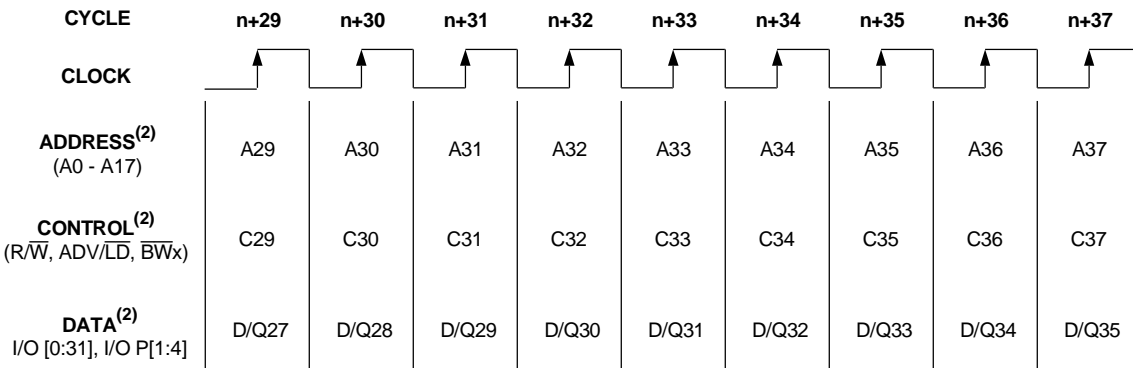 CYCLE n+29 n+30 n+31 n+32 n+33 n+34 n+35 n+36 n+37
CLOCK
ADDRESS(2) A29 A30 A31 A32 A33 A34 A35 A36 A37
(A0 - A17)
CONTROL(2) C29 C30 C31 C32 C33 C34 C35 C36 C37
(R/W̅, ADV/L̅D̅, B̅W̅x)
DATA(2) D/Q27 D/Q28 D/Q29 D/Q30 D/Q31 D/Q32 D/Q33 D/Q34 D/Q35
I/O [0:31], I/O P[1:4]